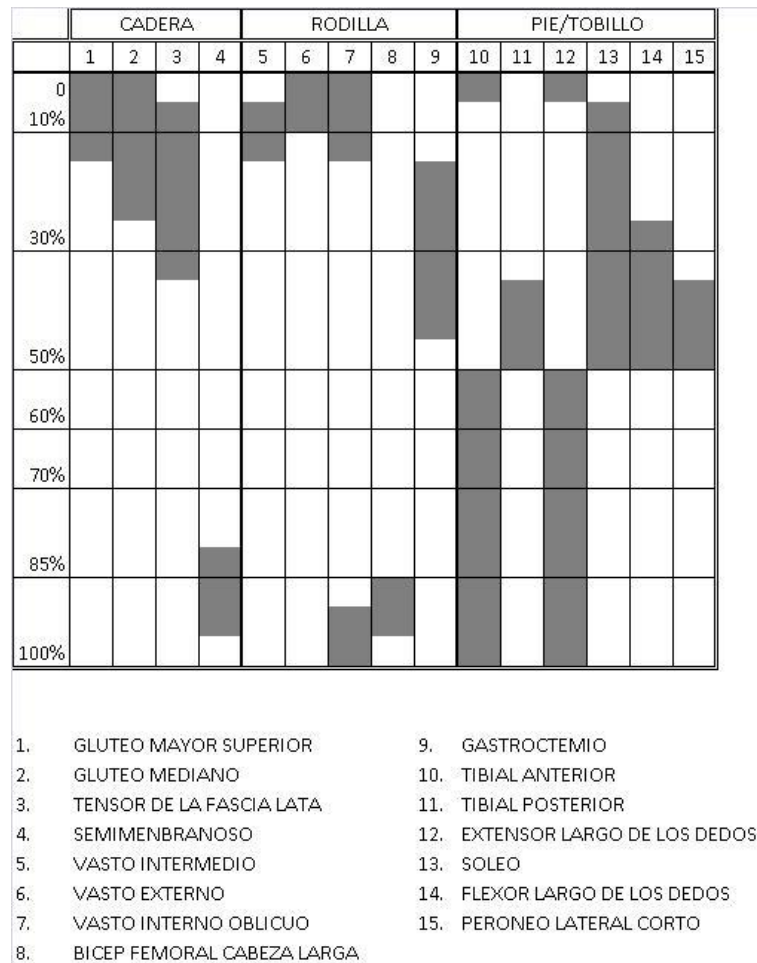 CADERA RODILLA PIE/TOBILLO
1 2 3 4 5 6 7 8 9 10 11 12 13 14 15
0
10%
30%
50%
60%
70%
85%
100%
1. GLUTEO MAYOR SUPERIOR
2. GLUTEO MEDIANO
3. TENSOR DE LA FASCIA LATA
4. SEMIMENBRANOSO
5. VASTO INTERMEDIO
6. VASTO EXTERNO
7. VASTO INTERNO OBLICUO
8. BICEP FEMORAL CABEZA LARGA
9. GASTROCTEMIO
10. TIBIAL ANTERIOR
11. TIBIAL POSTERIOR
12. EXTENSOR LARGO DE LOS DEDOS
13. SOLEO
14. FLEXOR LARGO DE LOS DEDOS
15. PERONEO LATERAL CORTO